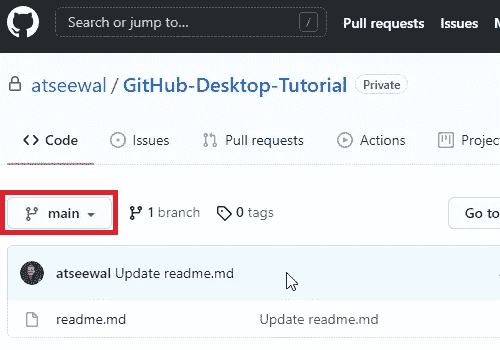 Search or jump to... / Pull requests Issues
atseewal / GitHub-Desktop-Tutorial Private
Code Issues Pull requests Actions Projec
main 1 branch 0 tags Go to
atseewal Update readme.md
readme.md Update readme.md